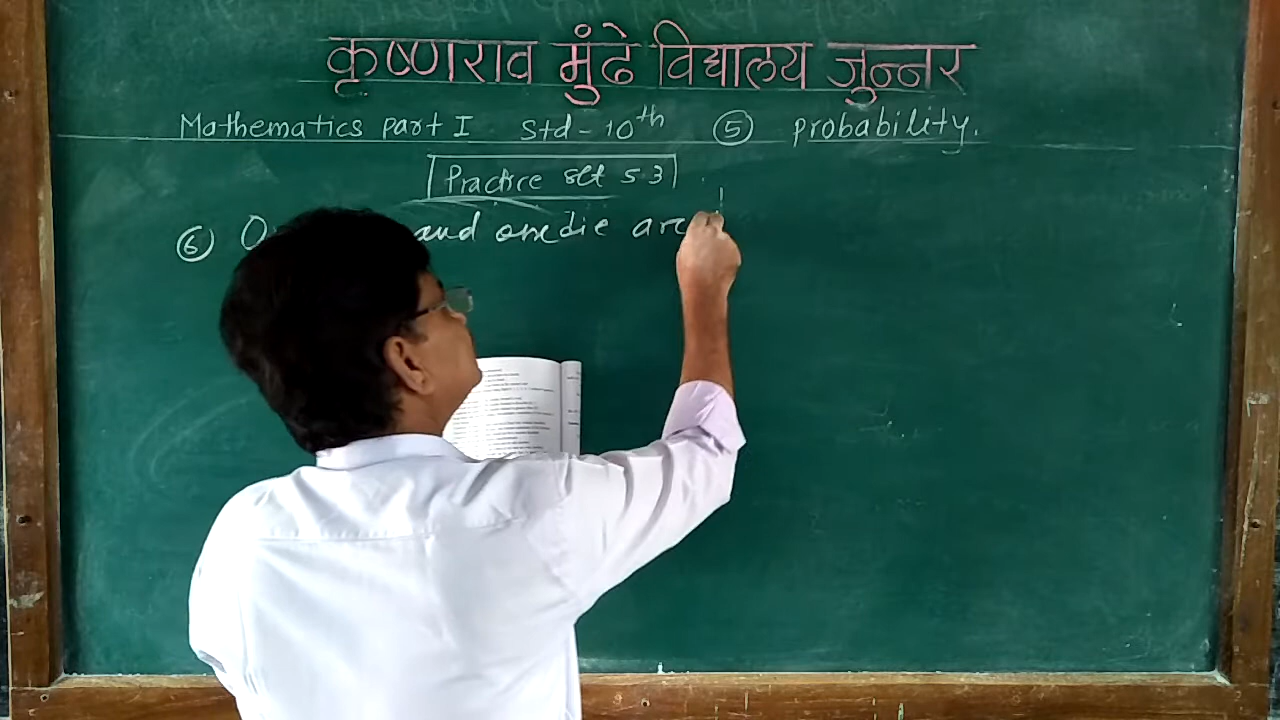 कृष्णराव मुंढे विद्यालय जुन्नर
Mathematics part I Std - 10th ⑤ probability.
Practice set 5.3
⑥ and one die are